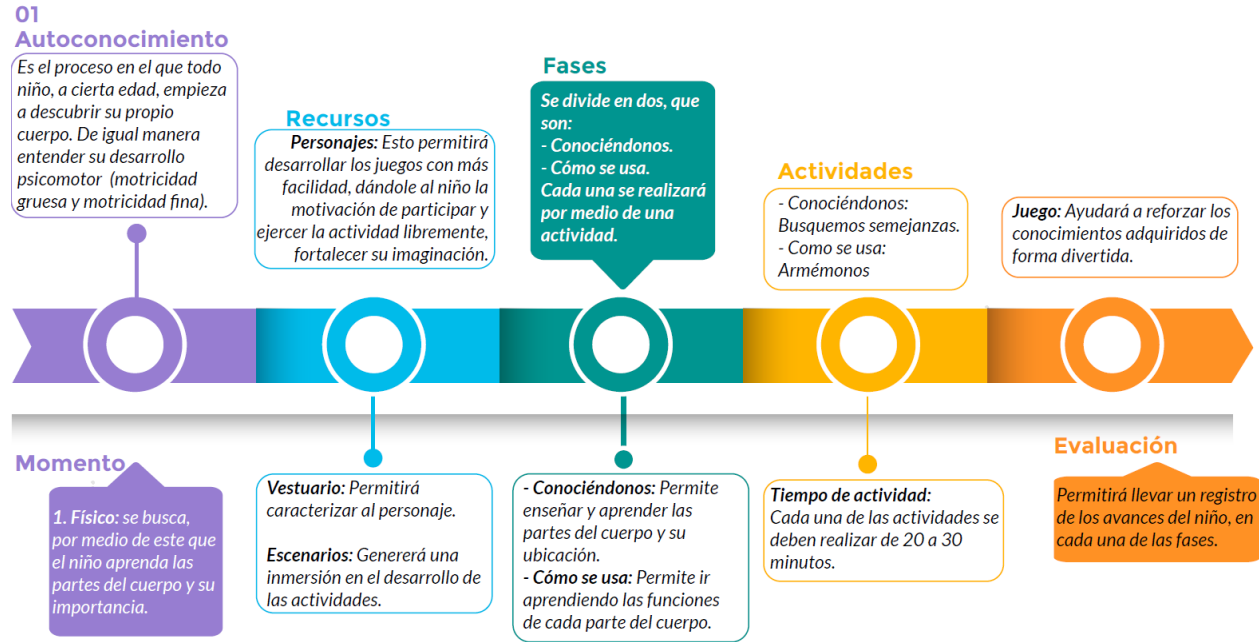 01
Autoconocimiento
Es el proceso en el que todo
niño, a cierta edad, empieza
a descubrir su propio
cuerpo. De igual manera
entender su desarrollo
psicomotor (motricidad
gruesa y motricidad fina).
Momento
1. Físico: se busca,
por medio de este que
el niño aprenda las
partes del cuerpo y su
importancia.
Recursos
Personajes: Esto permitirá
desarrollar los juegos con más
facilidad, dándole al niño la
motivación de participar y
ejercer la actividad libremente,
fortalecer su imaginación.
Vestuario: Permitirá
caracterizar al personaje.
Escenarios: Genererá una
inmersión en el desarrollo de
las actividades.
Fases
Se divide en dos, que
son:
- Conociéndonos.
- Cómo se usa.
Cada una se realizará
por medio de una
actividad.
- Conociéndonos: Permite
enseñar y aprender las
partes del cuerpo y su
ubicación.
- Cómo se usa: Permite ir
aprendiendo las funciones
de cada parte del cuerpo.
Actividades
- Conociéndonos:
Busquemos semejanzas.
- Como se usa:
Armémonos
Tiempo de actividad:
Cada una de las actividades se
deben realizar de 20 a 30
minutos.
Juego: Ayudará a reforzar los
conocimientos adquiridos de
forma divertida.
Evaluación
Permitirá llevar un registro
de los avances del niño, en
cada una de las fases.